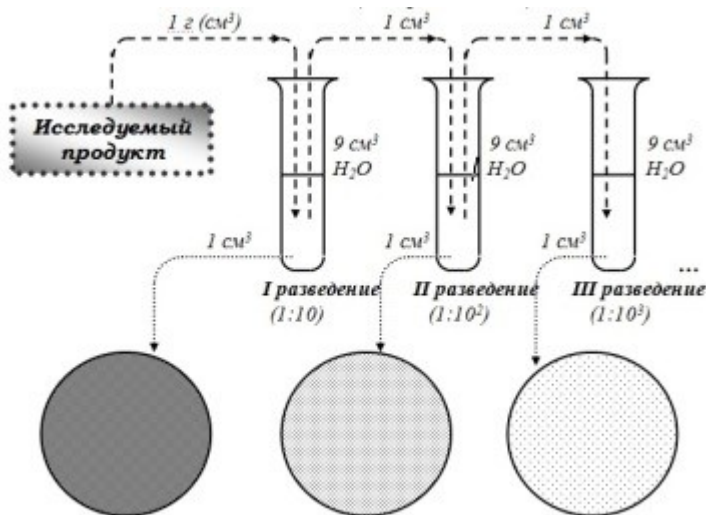 1 г (см³)
1 см³
1 см³
Исследуемый
продукт
9 см³
H₂O
9 см³
H₂O
9 см³
H₂O
1 см³
1 см³
1 см³
I разведение
(1:10)
II разведение
(1:10²)
III разведение
(1:10³)
...